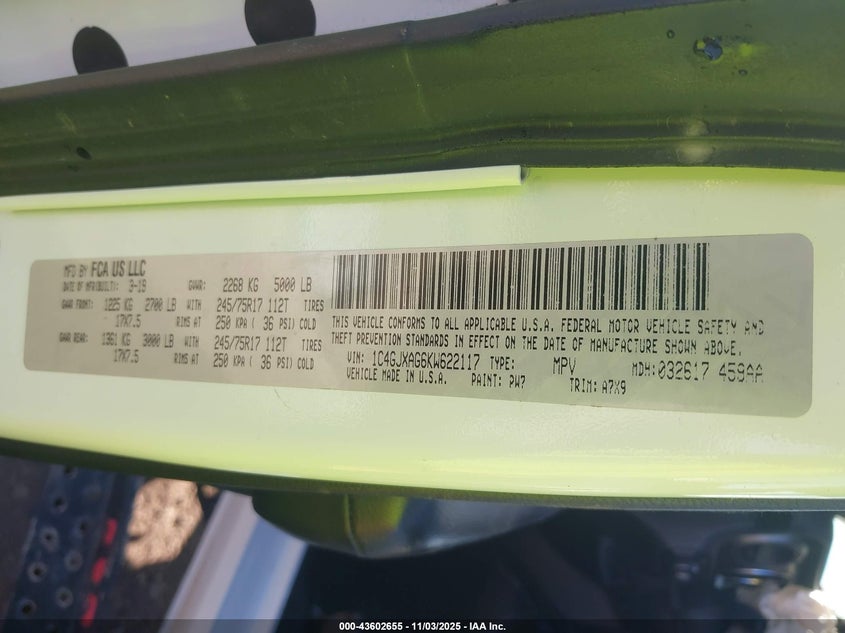 MFD BY FCA US LLC
DATE OF MFR(BUILT): 3-19 GVWR: 2268 KG 5000 LB
GAWR FRONT: 1225 KG 2700 LB WITH 245/75R17 112T TIRES
17X7.5 RIMS AT 250 KPA ( 36 PSI) COLD
GAWR REAR: 1361 KG 3000 LB WITH 245/75R17 112T TIRES
17X7.5 RIMS AT 250 KPA ( 36 PSI) COLD
THIS VEHICLE CONFORMS TO ALL APPLICABLE U.S.A. FEDERAL MOTOR VEHICLE SAFETY AND
THEFT PREVENTION STANDARDS IN EFFECT ON THE DATE OF MANUFACTURE SHOWN ABOVE.
VIN: 1C4GJXAG6KW622117 TYPE: MPV MDH: 032617 459AA
VEHICLE MADE IN U.S.A. PAINT: PW7 TRIM: A7X9
000-43602655 - 11/03/2025 - IAA Inc.